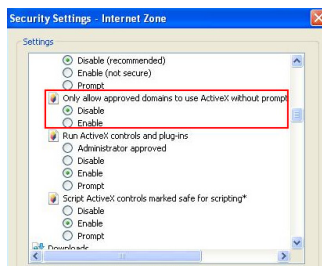 Security Settings - Internet Zone
Settings
Disable (recommended)
Enable (not secure)
Prompt
Only allow approved domains to use ActiveX without prompt
Disable
Enable
Run ActiveX controls and plug-ins
Administrator approved
Disable
Enable
Prompt
Script ActiveX controls marked safe for scripting*
Disable
Enable
Prompt
Downloads